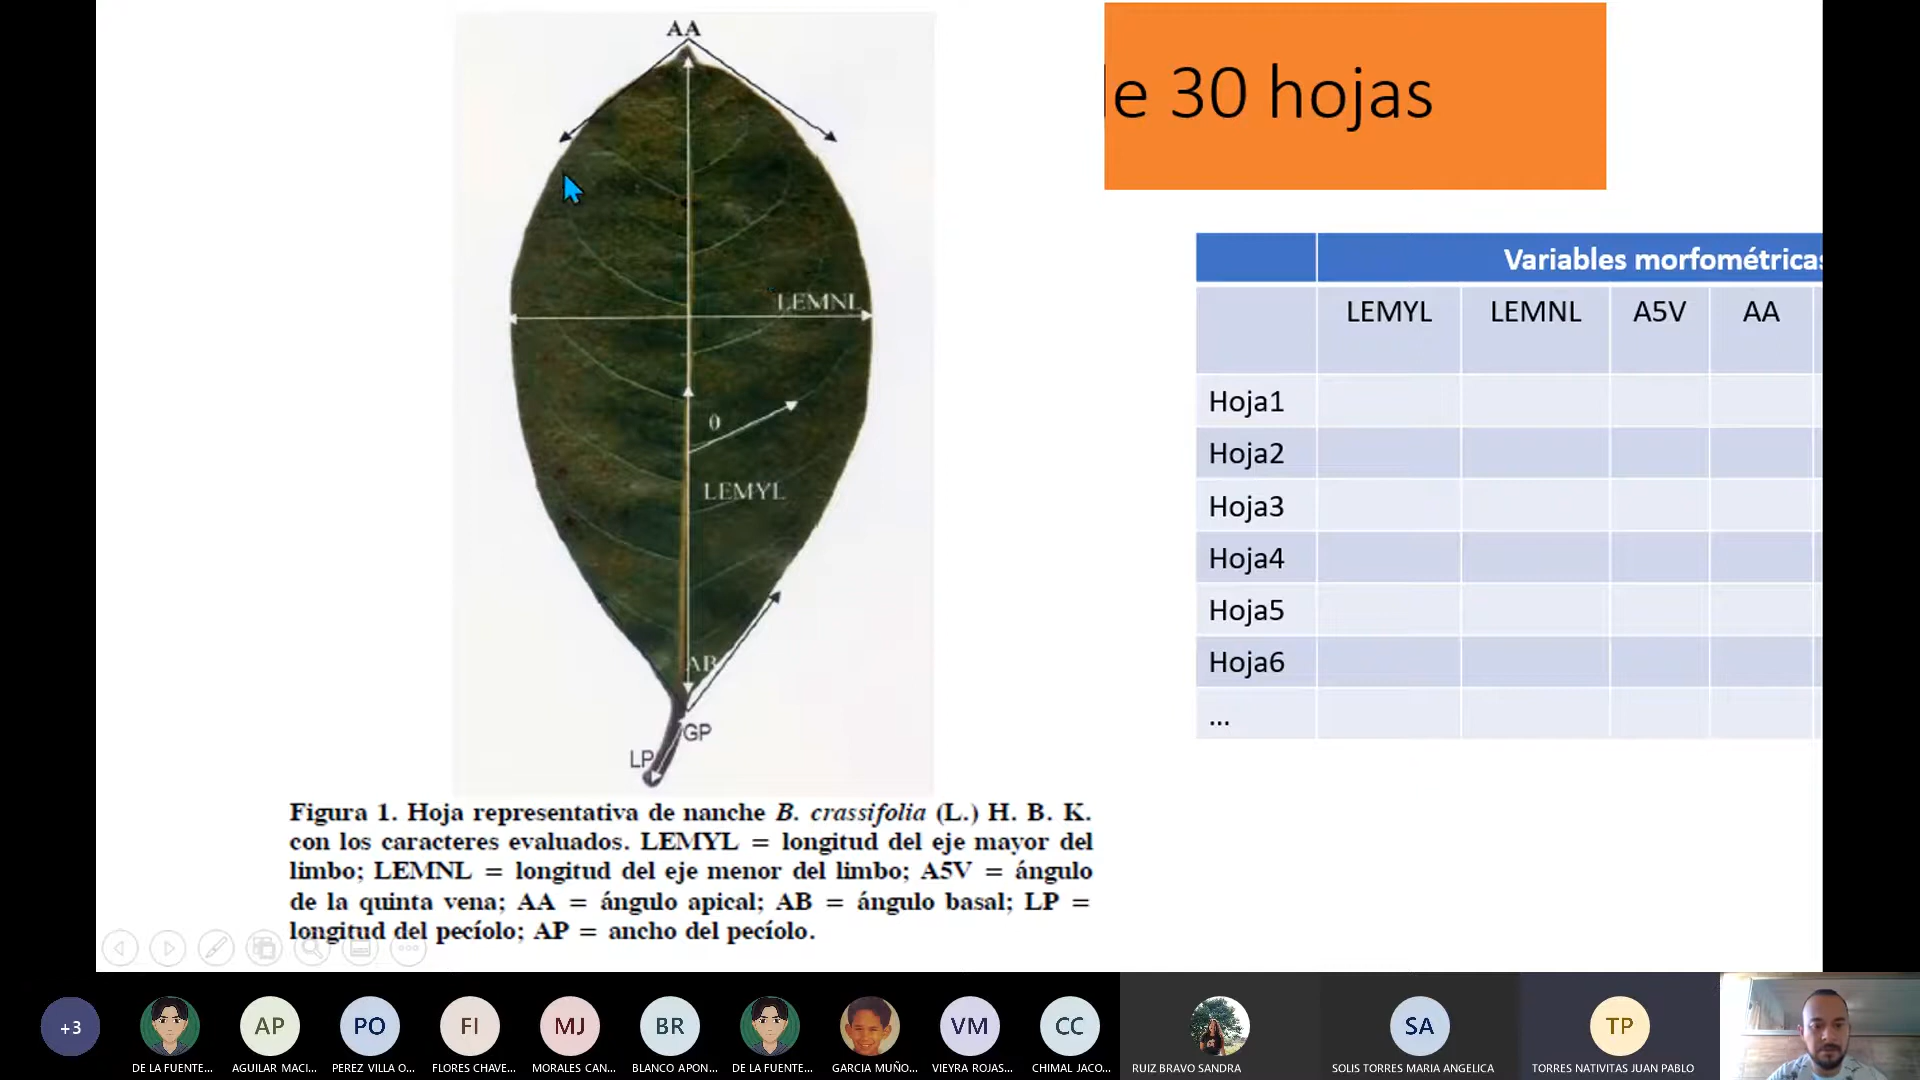 AA
LEMNL
θ
LEMYL
AB
GP
LP
Figura 1. Hoja representativa de nanche B. crassifolia (L.) H. B. K.
con los caracteres evaluados. LEMYL = longitud del eje mayor del
limbo; LEMNL = longitud del eje menor del limbo; A5V = ángulo
de la quinta vena; AA = ángulo apical; AB = ángulo basal; LP =
longitud del pecíolo; AP = ancho del pecíolo.
e 30 hojas
Variables morfométricas
LEMYL LEMNL A5V AA
Hoja1
Hoja2
Hoja3
Hoja4
Hoja5
Hoja6
...
+3 AP PO FI MJ BR VM CC SA TP
DE LA FUENTE... AGUILAR MACI... PEREZ VILLA O... FLORES CHAVE... MORALES CAN... BLANCO APON... DE LA FUENTE... GARCIA MUÑO... VIEYRA ROJAS... CHIMAL JACO... RUIZ BRAVO SANDRA SOLIS TORRES MARIA ANGELICA TORRES NATIVITAS JUAN PABLO